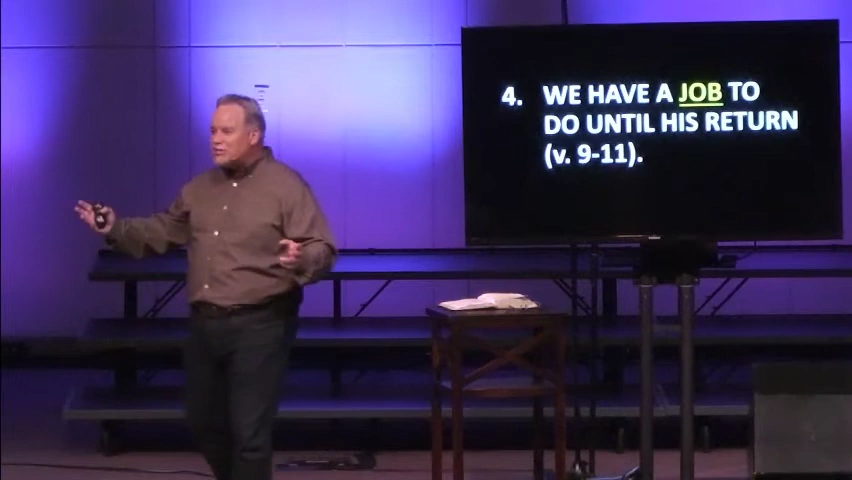 4. WE HAVE A JOB TO
DO UNTIL HIS RETURN
(v. 9-11).